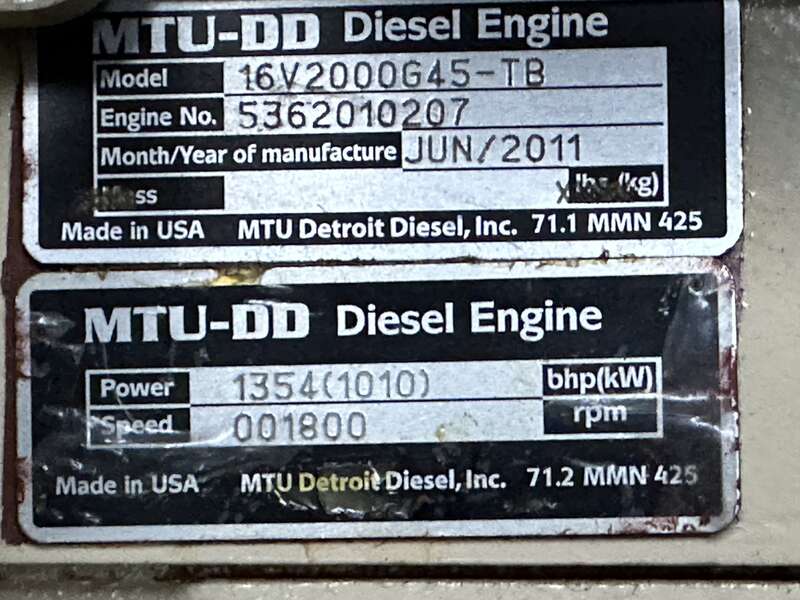 MTU-DD Diesel Engine
Model 16V2000G45-TB
Engine No. 5362010207
Month/Year of manufacture JUN/2011
Mass lbs (kg)
Made in USA MTU Detroit Diesel, Inc. 71.1 MMN 425
MTU-DD Diesel Engine
Power 1354(1010) bhp(kW)
Speed 001800 rpm
Made in USA MTU Detroit Diesel, Inc. 71.2 MMN 425